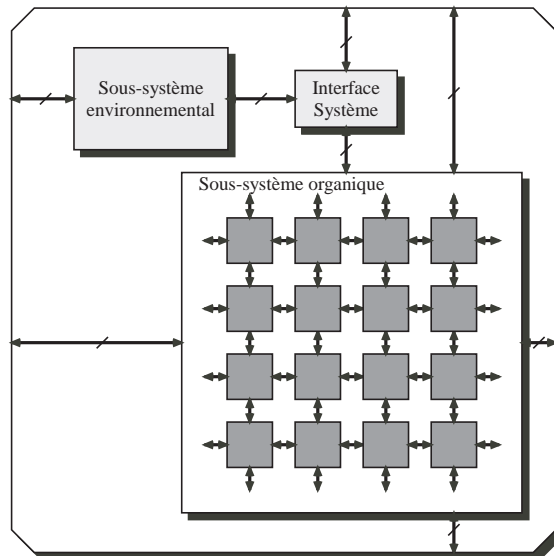 Sous-système
environnemental
Interface
Système
Sous-système organique